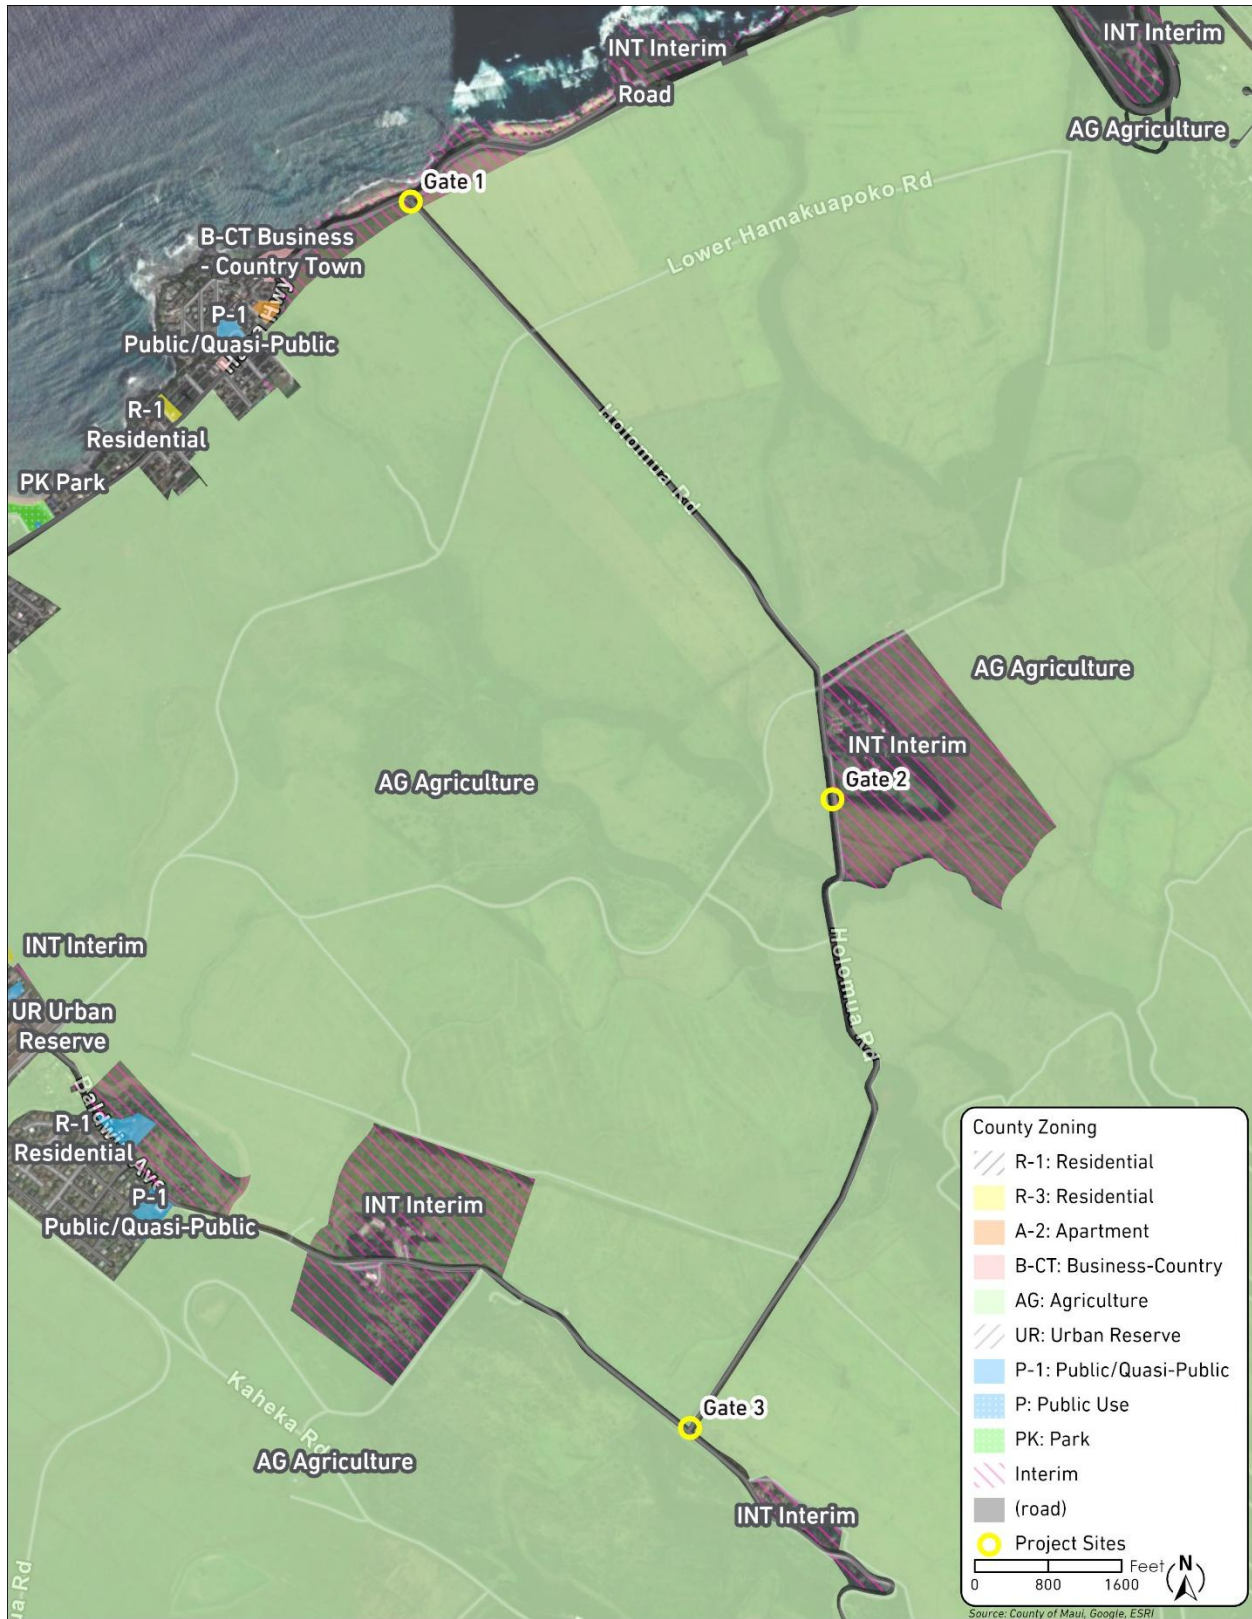 INT Interim
INT Interim
Road
AG Agriculture
Gate 1
Lower Hamakuapoko Rd
B-CT Business
- Country Town
P-1
Public/Quasi-Public
Hwy
R-1
Residential
Holomua Rd
PK Park
AG Agriculture
INT Interim
AG Agriculture
Gate 2
INT Interim
Holomua Rd
UR Urban
Reserve
Baldwin Ave
R-1
Residential
P-1
Public/Quasi-Public
INT Interim
Kaheka Rd
Gate 3
AG Agriculture
INT Interim
ua Rd
County Zoning
R-1: Residential
R-3: Residential
A-2: Apartment
B-CT: Business-Country
AG: Agriculture
UR: Urban Reserve
P-1: Public/Quasi-Public
P: Public Use
PK: Park
Interim
(road)
Project Sites
Feet
N
0 800 1600
Source: County of Maui, Google, ESRI